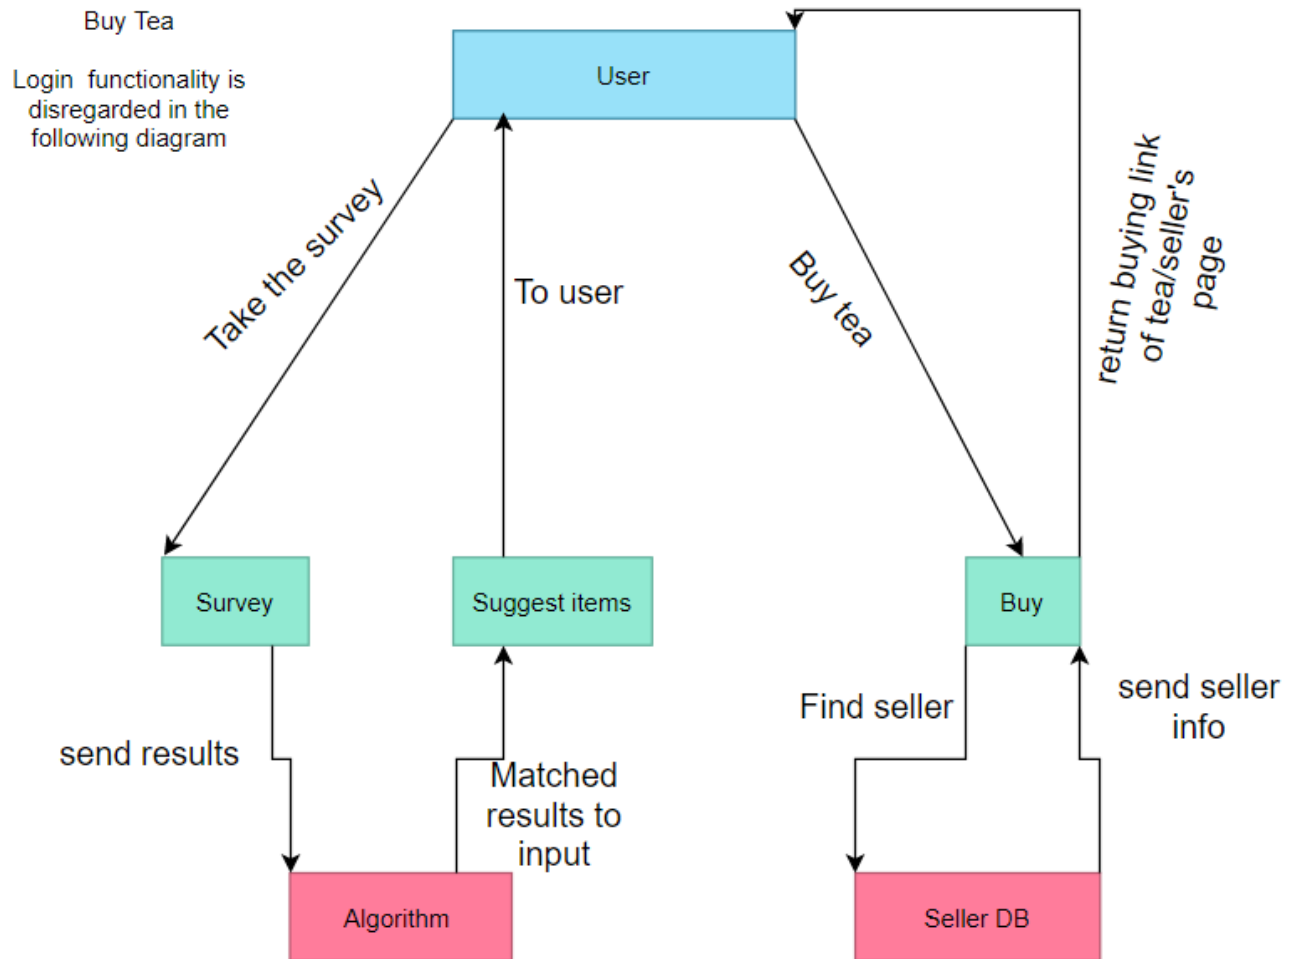 Buy Tea
Login functionality is
disregarded in the
following diagram
User
Take the survey
To user
Buy tea
return buying link
of tea/seller's
page
Survey
Suggest items
Buy
send results
Matched
results to
input
Find seller
send seller
info
Algorithm
Seller DB